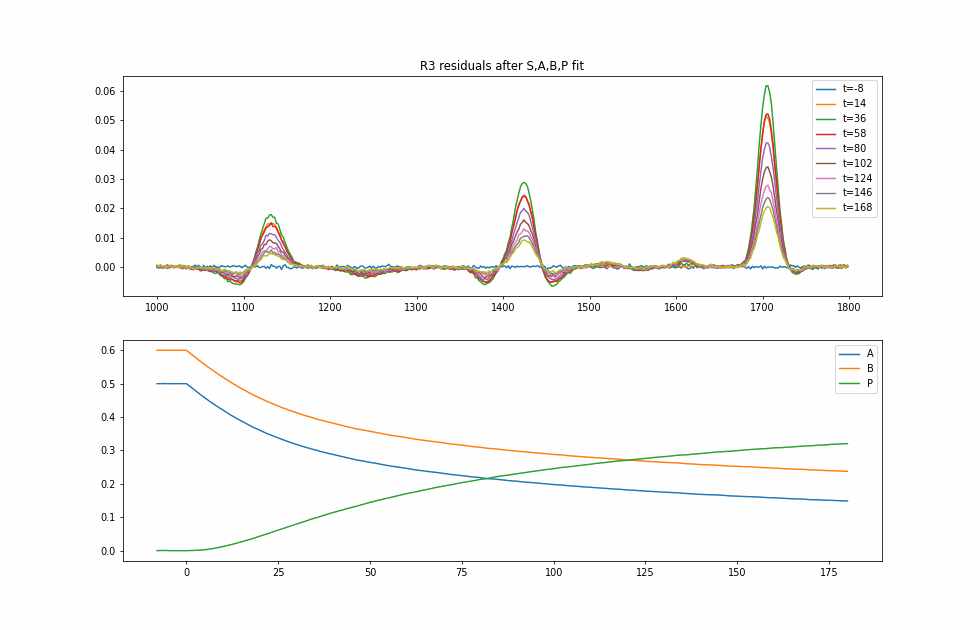 R3 residuals after S,A,B,P fit
0.06
0.05
0.04
0.03
0.02
0.01
0.00
t=-8
t=14
t=36
t=58
t=80
t=102
t=124
t=146
t=168
1000 1100 1200 1300 1400 1500 1600 1700 1800
0.6
0.5
0.4
0.3
0.2
0.1
0.0
A
B
P
0 25 50 75 100 125 150 175